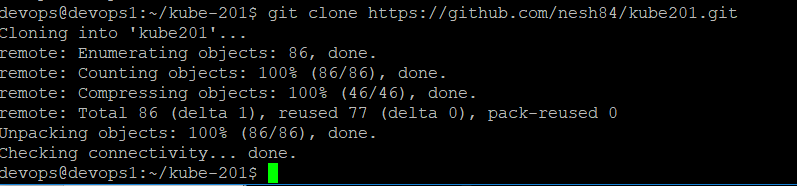 devops@devops1:~/kube-201$ git clone https://github.com/nesh84/kube201.git
Cloning into 'kube201'...
remote: Enumerating objects: 86, done.
remote: Counting objects: 100% (86/86), done.
remote: Compressing objects: 100% (46/46), done.
remote: Total 86 (delta 1), reused 77 (delta 0), pack-reused 0
Unpacking objects: 100% (86/86), done.
Checking connectivity... done.
devops@devops1:~/kube-201$